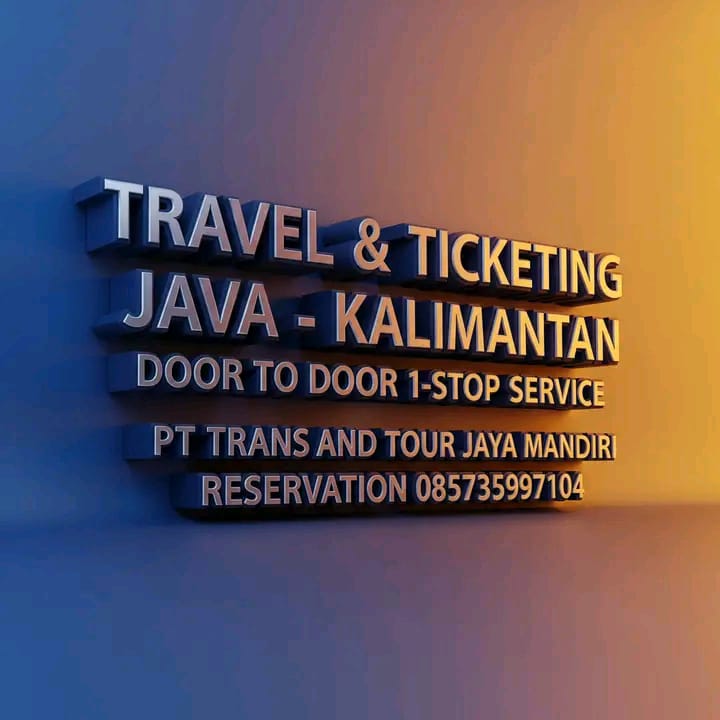 TRAVEL & TICKETING
JAVA - KALIMANTAN
DOOR TO DOOR 1-STOP SERVICE
PT TRANS AND TOUR JAYA MANDIRI
RESERVATION 085735997104